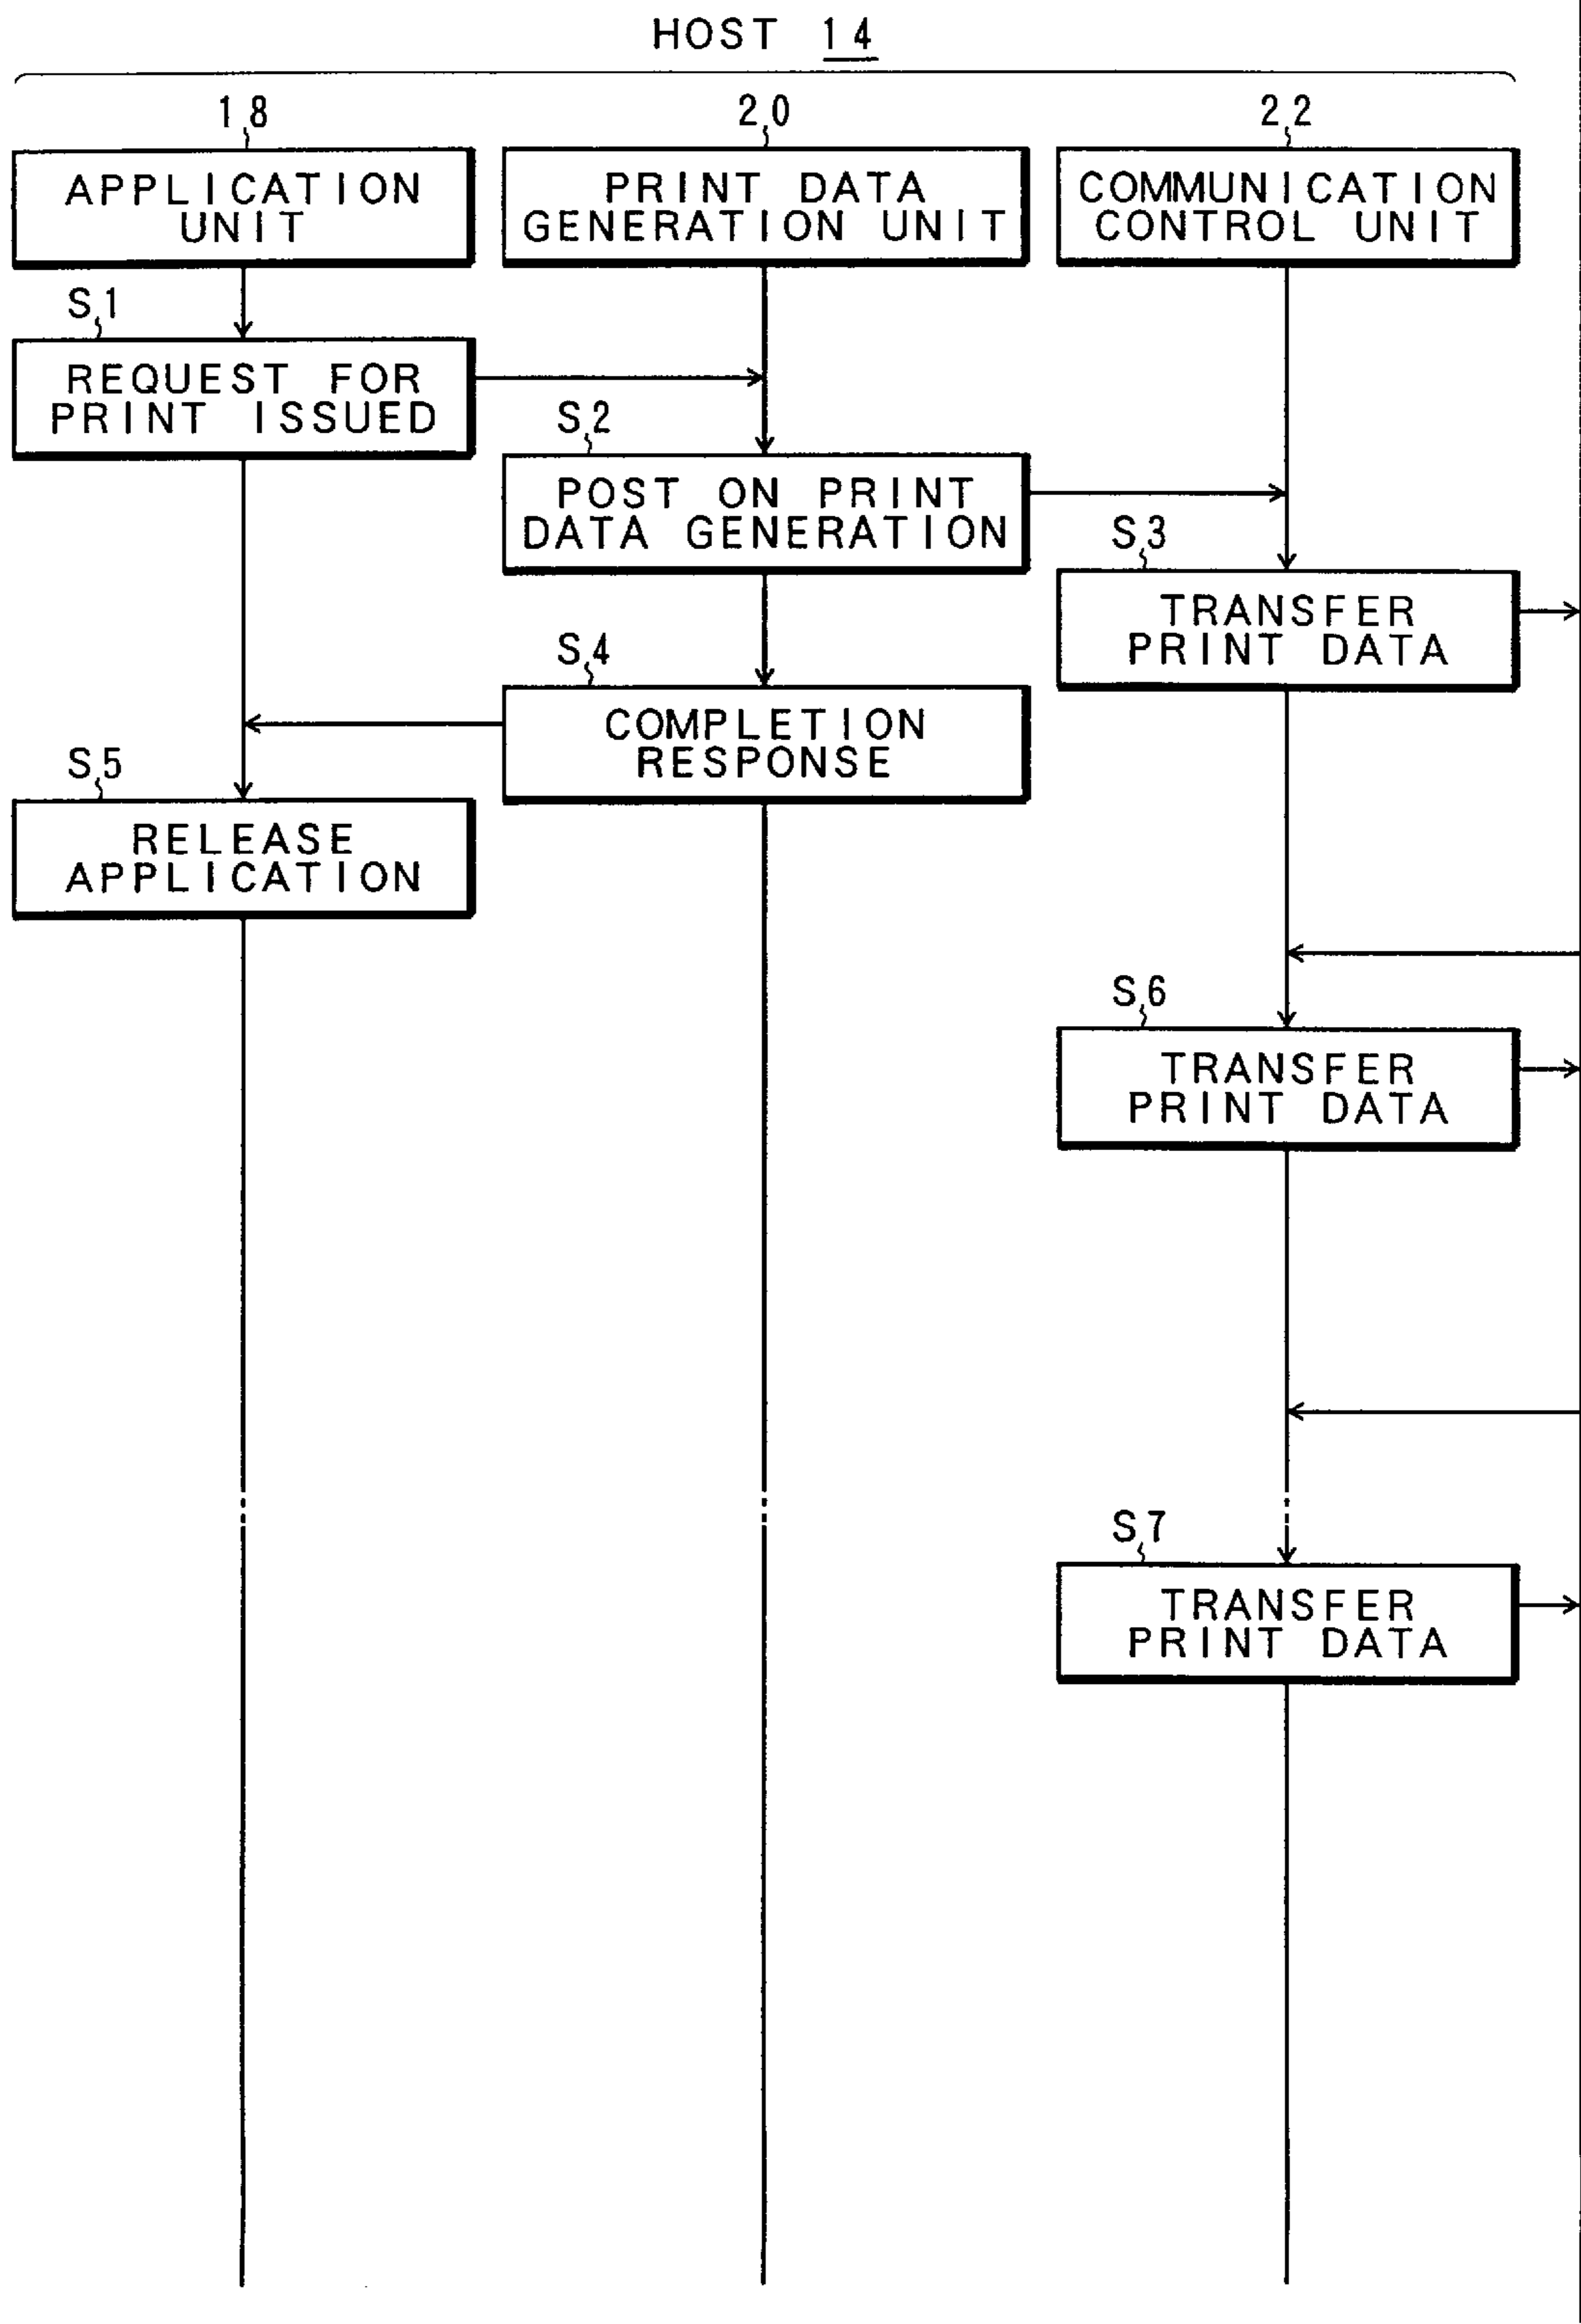 HOST 14
18
20
22
APPLICATION
UNIT
PRINT DATA
GENERATION UNIT
COMMUNICATION
CONTROL UNIT
S1
REQUEST FOR
PRINT ISSUED
S2
POST ON PRINT
DATA GENERATION
S3
TRANSFER
PRINT DATA
S4
COMPLETION
RESPONSE
S5
RELEASE
APPLICATION
S6
TRANSFER
PRINT DATA
S7
TRANSFER
PRINT DATA